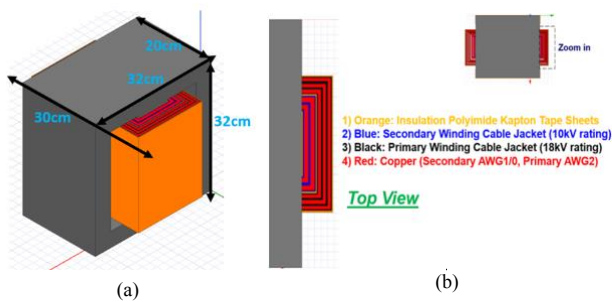 20cm
32cm
30cm
32cm
Zoom in
1) Orange: Insulation Polyimide Kapton Tape Sheets
2) Blue: Secondary Winding Cable Jacket (10kV rating)
3) Black: Primary Winding Cable Jacket (18kV rating)
4) Red: Copper (Secondary AWG1/0, Primary AWG2)
Top View
(a)
(b)